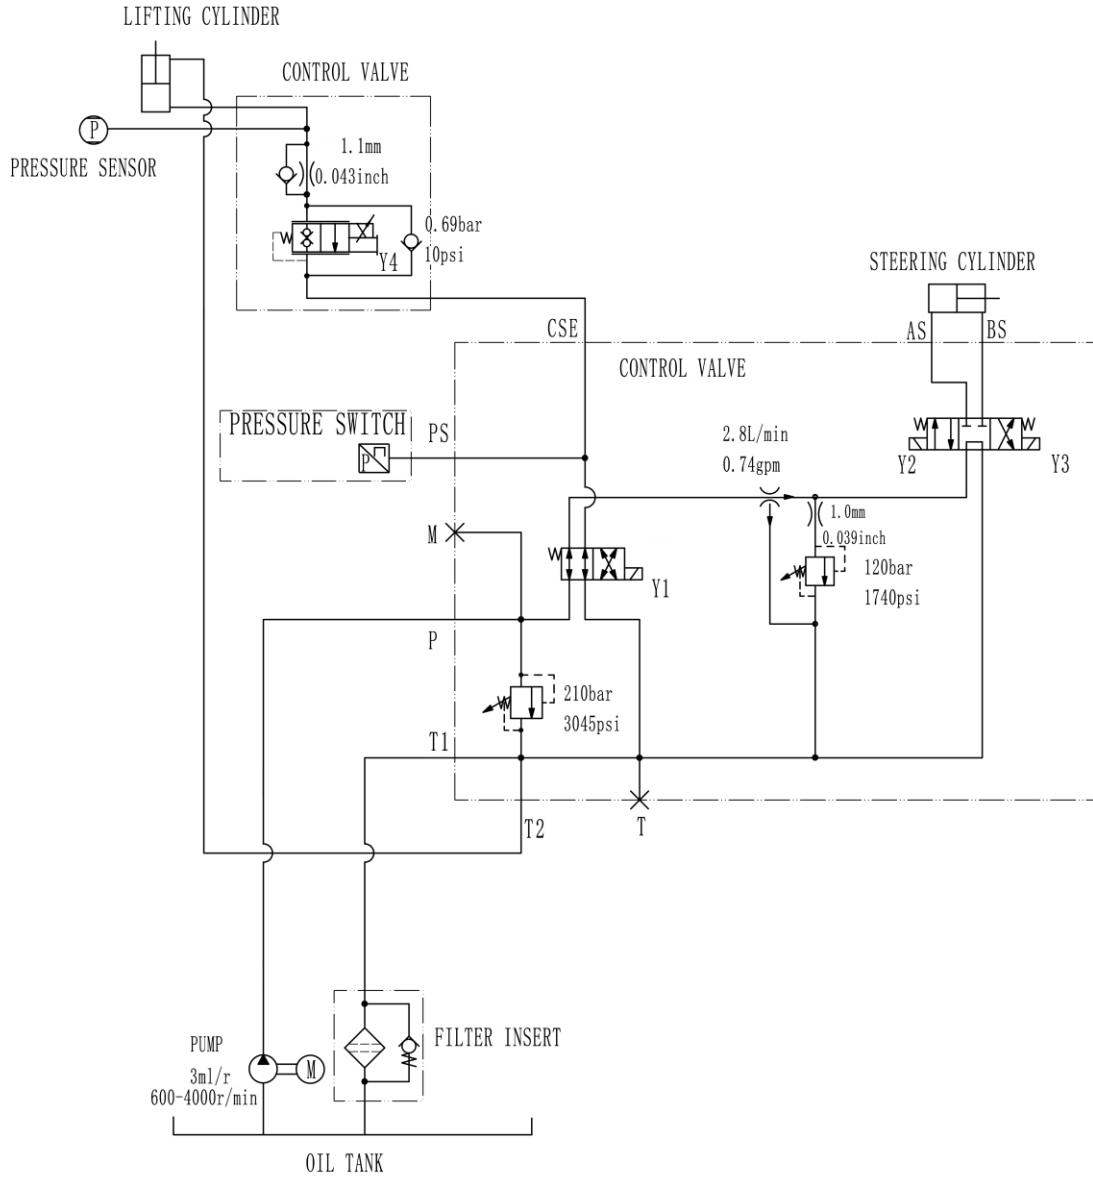 LIFTING CYLINDER
CONTROL VALVE
P
PRESSURE SENSOR
1.1mm
0.043inch
0.69bar
10psi
Y4
STEERING CYLINDER
CSE
AS
BS
CONTROL VALVE
PRESSURE SWITCH
P
PS
2.8L/min
0.74gpm
Y2
Y3
M
1.0mm
0.039inch
120bar
1740psi
Y1
P
210bar
3045psi
T1
T2
T
PUMP
3ml/r
600-4000r/min
M
FILTER INSERT
OIL TANK